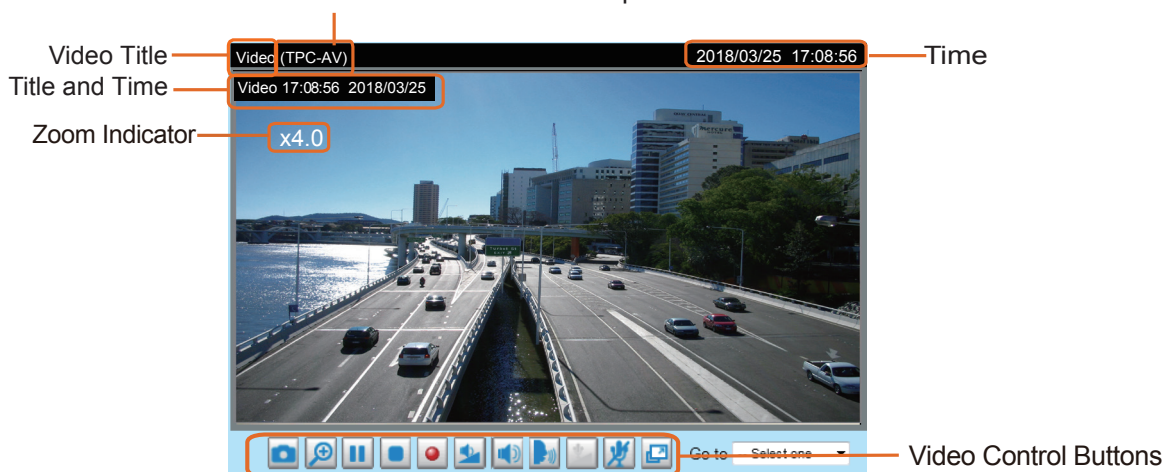 Video Title
Video (TPC-AV)
2018/03/25 17:08:56
Time
Title and Time
Video 17:08:56 2018/03/25
Zoom Indicator
x4.0
Mercure
Go to
Select one
Video Control Buttons